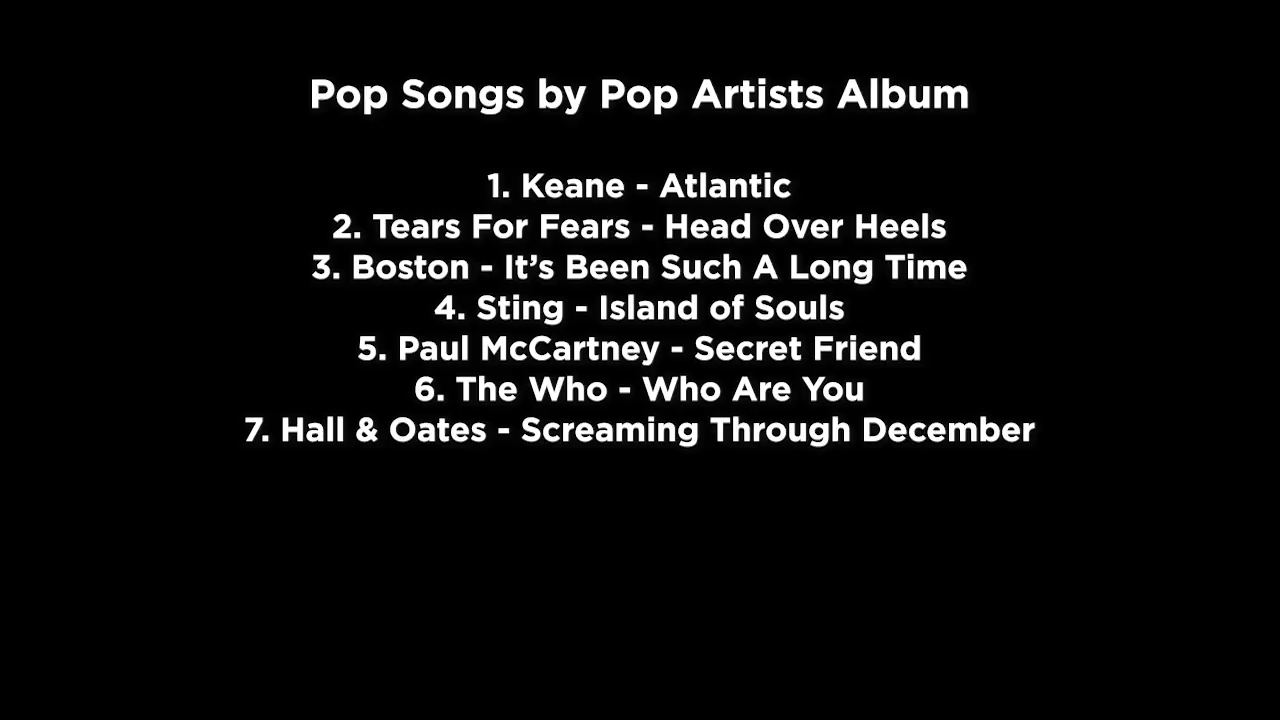 Pop Songs by Pop Artists Album
1. Keane - Atlantic
2. Tears For Fears - Head Over Heels
3. Boston - It’s Been Such A Long Time
4. Sting - Island of Souls
5. Paul McCartney - Secret Friend
6. The Who - Who Are You
7. Hall & Oates - Screaming Through December